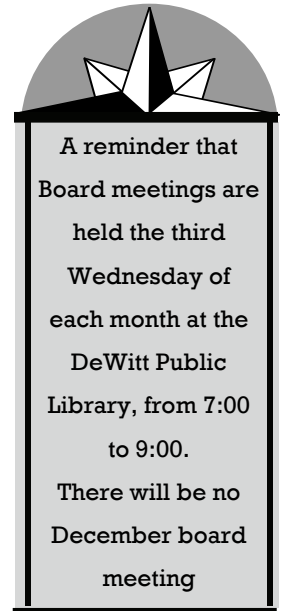 A reminder that
Board meetings are
held the third
Wednesday of
each month at the
DeWitt Public
Library, from 7:00
to 9:00.
There will be no
December board
meeting